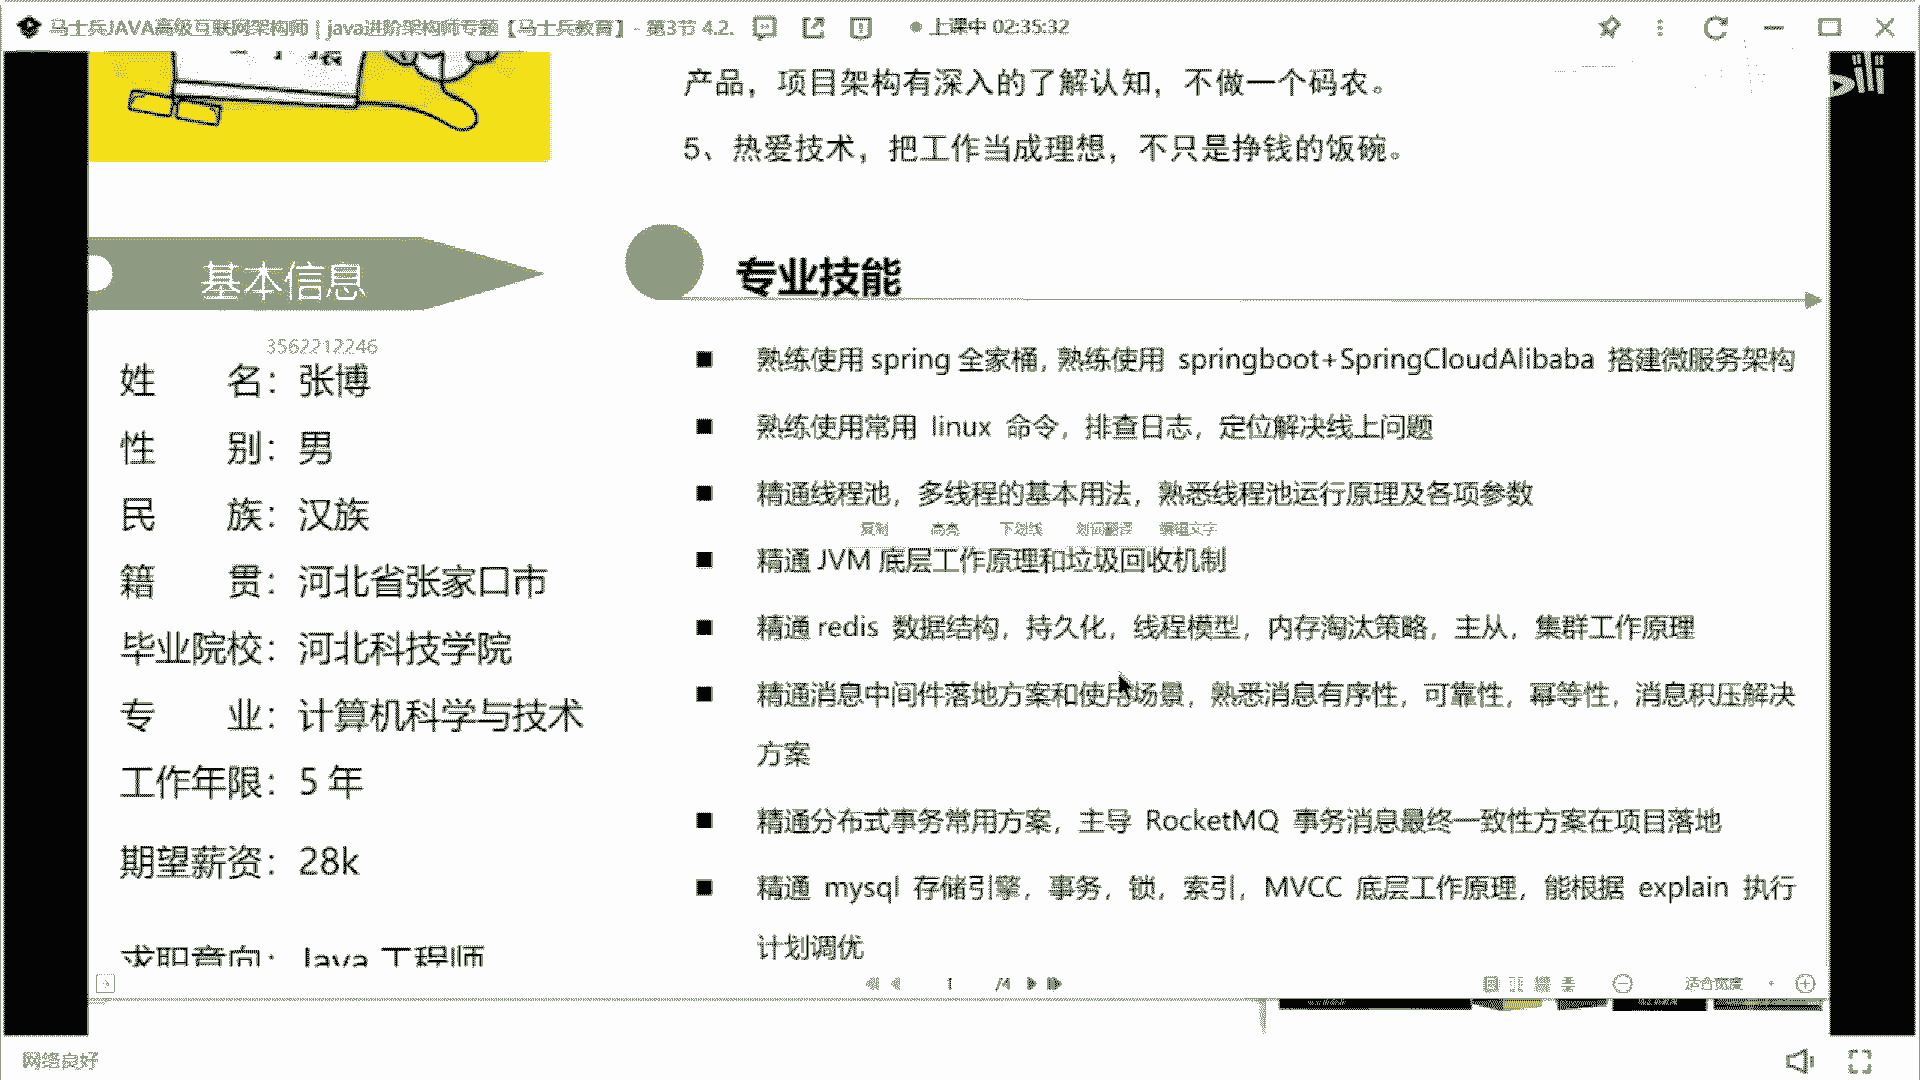 马士兵JAVA高级互联网架构师 | java进阶架构师专题【马士兵教育】- 第3节 4.2.
上课中 02:35:32
产品，项目架构有深入的了解认知，不做一个码农。
5、热爱技术，把工作当成理想，不只是挣钱的饭碗。
基本信息
3562212246
姓 名：张博
性 别：男
民 族：汉族
籍 贯：河北省张家口市
毕业院校：河北科技学院
专 业：计算机科学与技术
工作年限：5 年
期望薪资：28k
求职意向：Java 工程师
专业技能
■ 熟练使用 spring 全家桶, 熟练使用 springboot+SpringCloudAlibaba 搭建微服务架构
■ 熟练使用常用 linux 命令，排查日志，定位解决线上问题
■ 精通线程池，多线程的基本用法，熟悉线程池运行原理及各项参数
复制 高亮 下划线 划词翻译 编辑文字
■ 精通 JVM 底层工作原理和垃圾回收机制
■ 精通 redis 数据结构，持久化，线程模型，内存淘汰策略，主从，集群工作原理
■ 精通消息中间件落地方案和使用场景，熟悉消息有序性，可靠性，幂等性，消息积压解决
方案
■ 精通分布式事务常用方案，主导 RocketMQ 事务消息最终一致性方案在项目落地
■ 精通 mysql 存储引擎，事务，锁，索引，MVCC 底层工作原理，能根据 explain 执行
计划调优
1 /4
适合宽度
网络良好